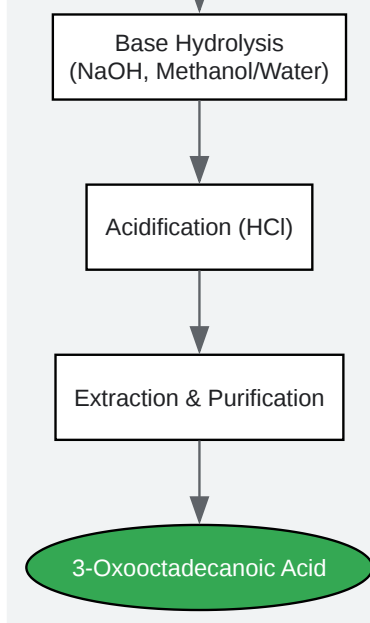 Base Hydrolysis
(NaOH, Methanol/Water)
Acidification (HCl)
Extraction & Purification
3-Oxooctadecanoic Acid